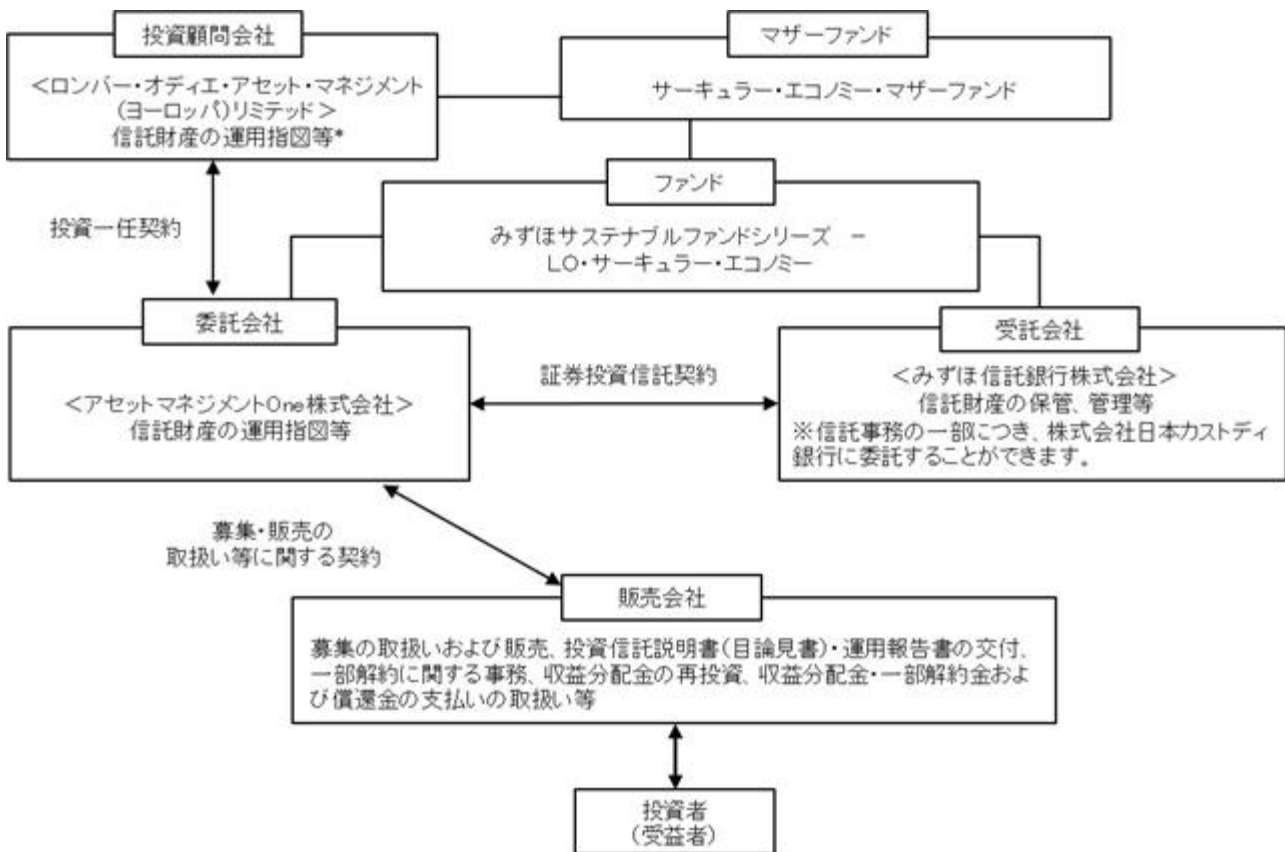 投資顧問会社
<ロンバー・オディエ・アセット・マネジメント
(ヨーロッパ)リミテッド>
信託財産の運用指図等*
マザーファンド
サーキュラー・エコノミー・マザーファンド
ファンド
みずほサステナブルファンドシリーズ －
LO・サーキュラー・エコノミー
投資一任契約
委託会社
<アセットマネジメントOne株式会社>
信託財産の運用指図等
証券投資信託契約
受託会社
<みずほ信託銀行株式会社>
信託財産の保管、管理等
※信託事務の一部につき、株式会社日本カストディ
銀行に委託することができます。
募集・販売の
取扱い等に関する契約
販売会社
募集の取扱いおよび販売、投資信託説明書(目論見書)・運用報告書の交付、
一部解約に関する事務、収益分配金の再投資、収益分配金・一部解約金およ
び償還金の支払いの取扱い等
投資者
(受益者)